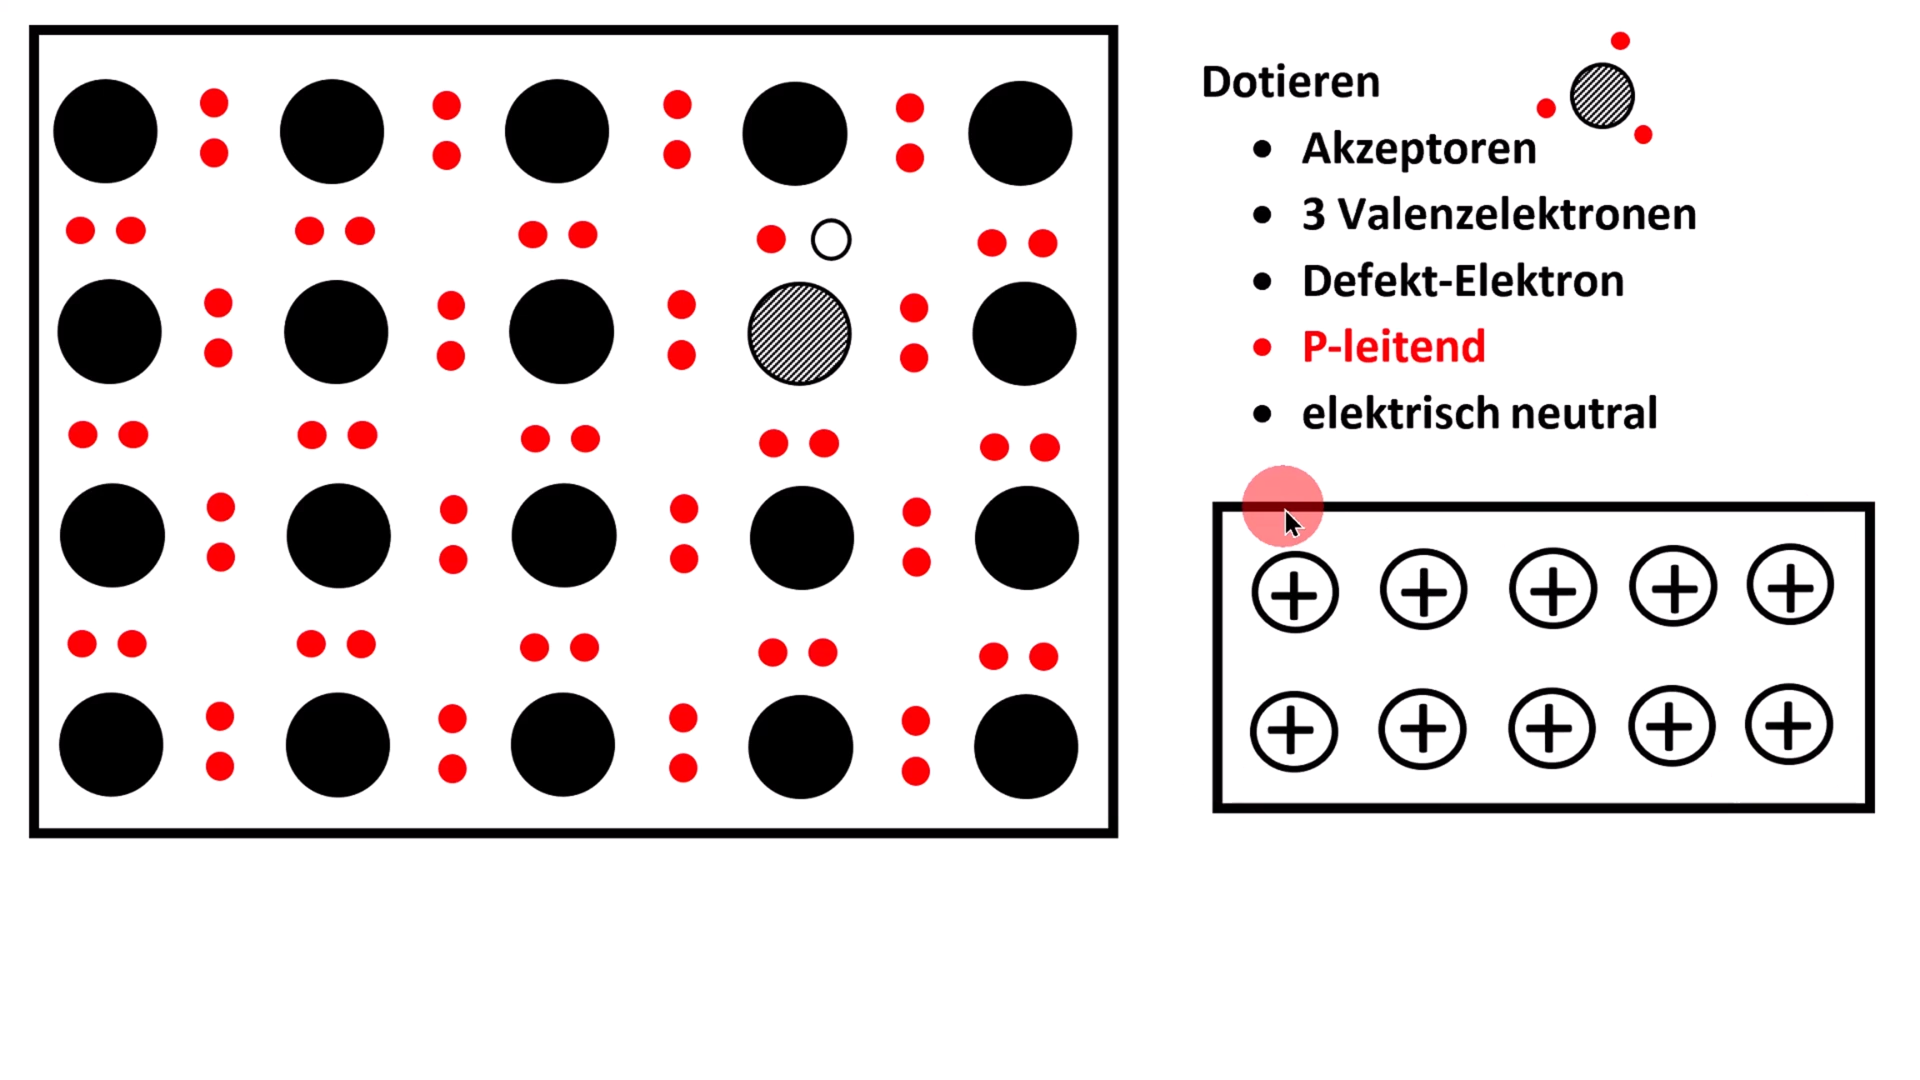 Dotieren
Akzeptoren
3 Valenzelektronen
Defekt-Elektron
P-leitend
elektrisch neutral
+ + + + +
+ + + + +